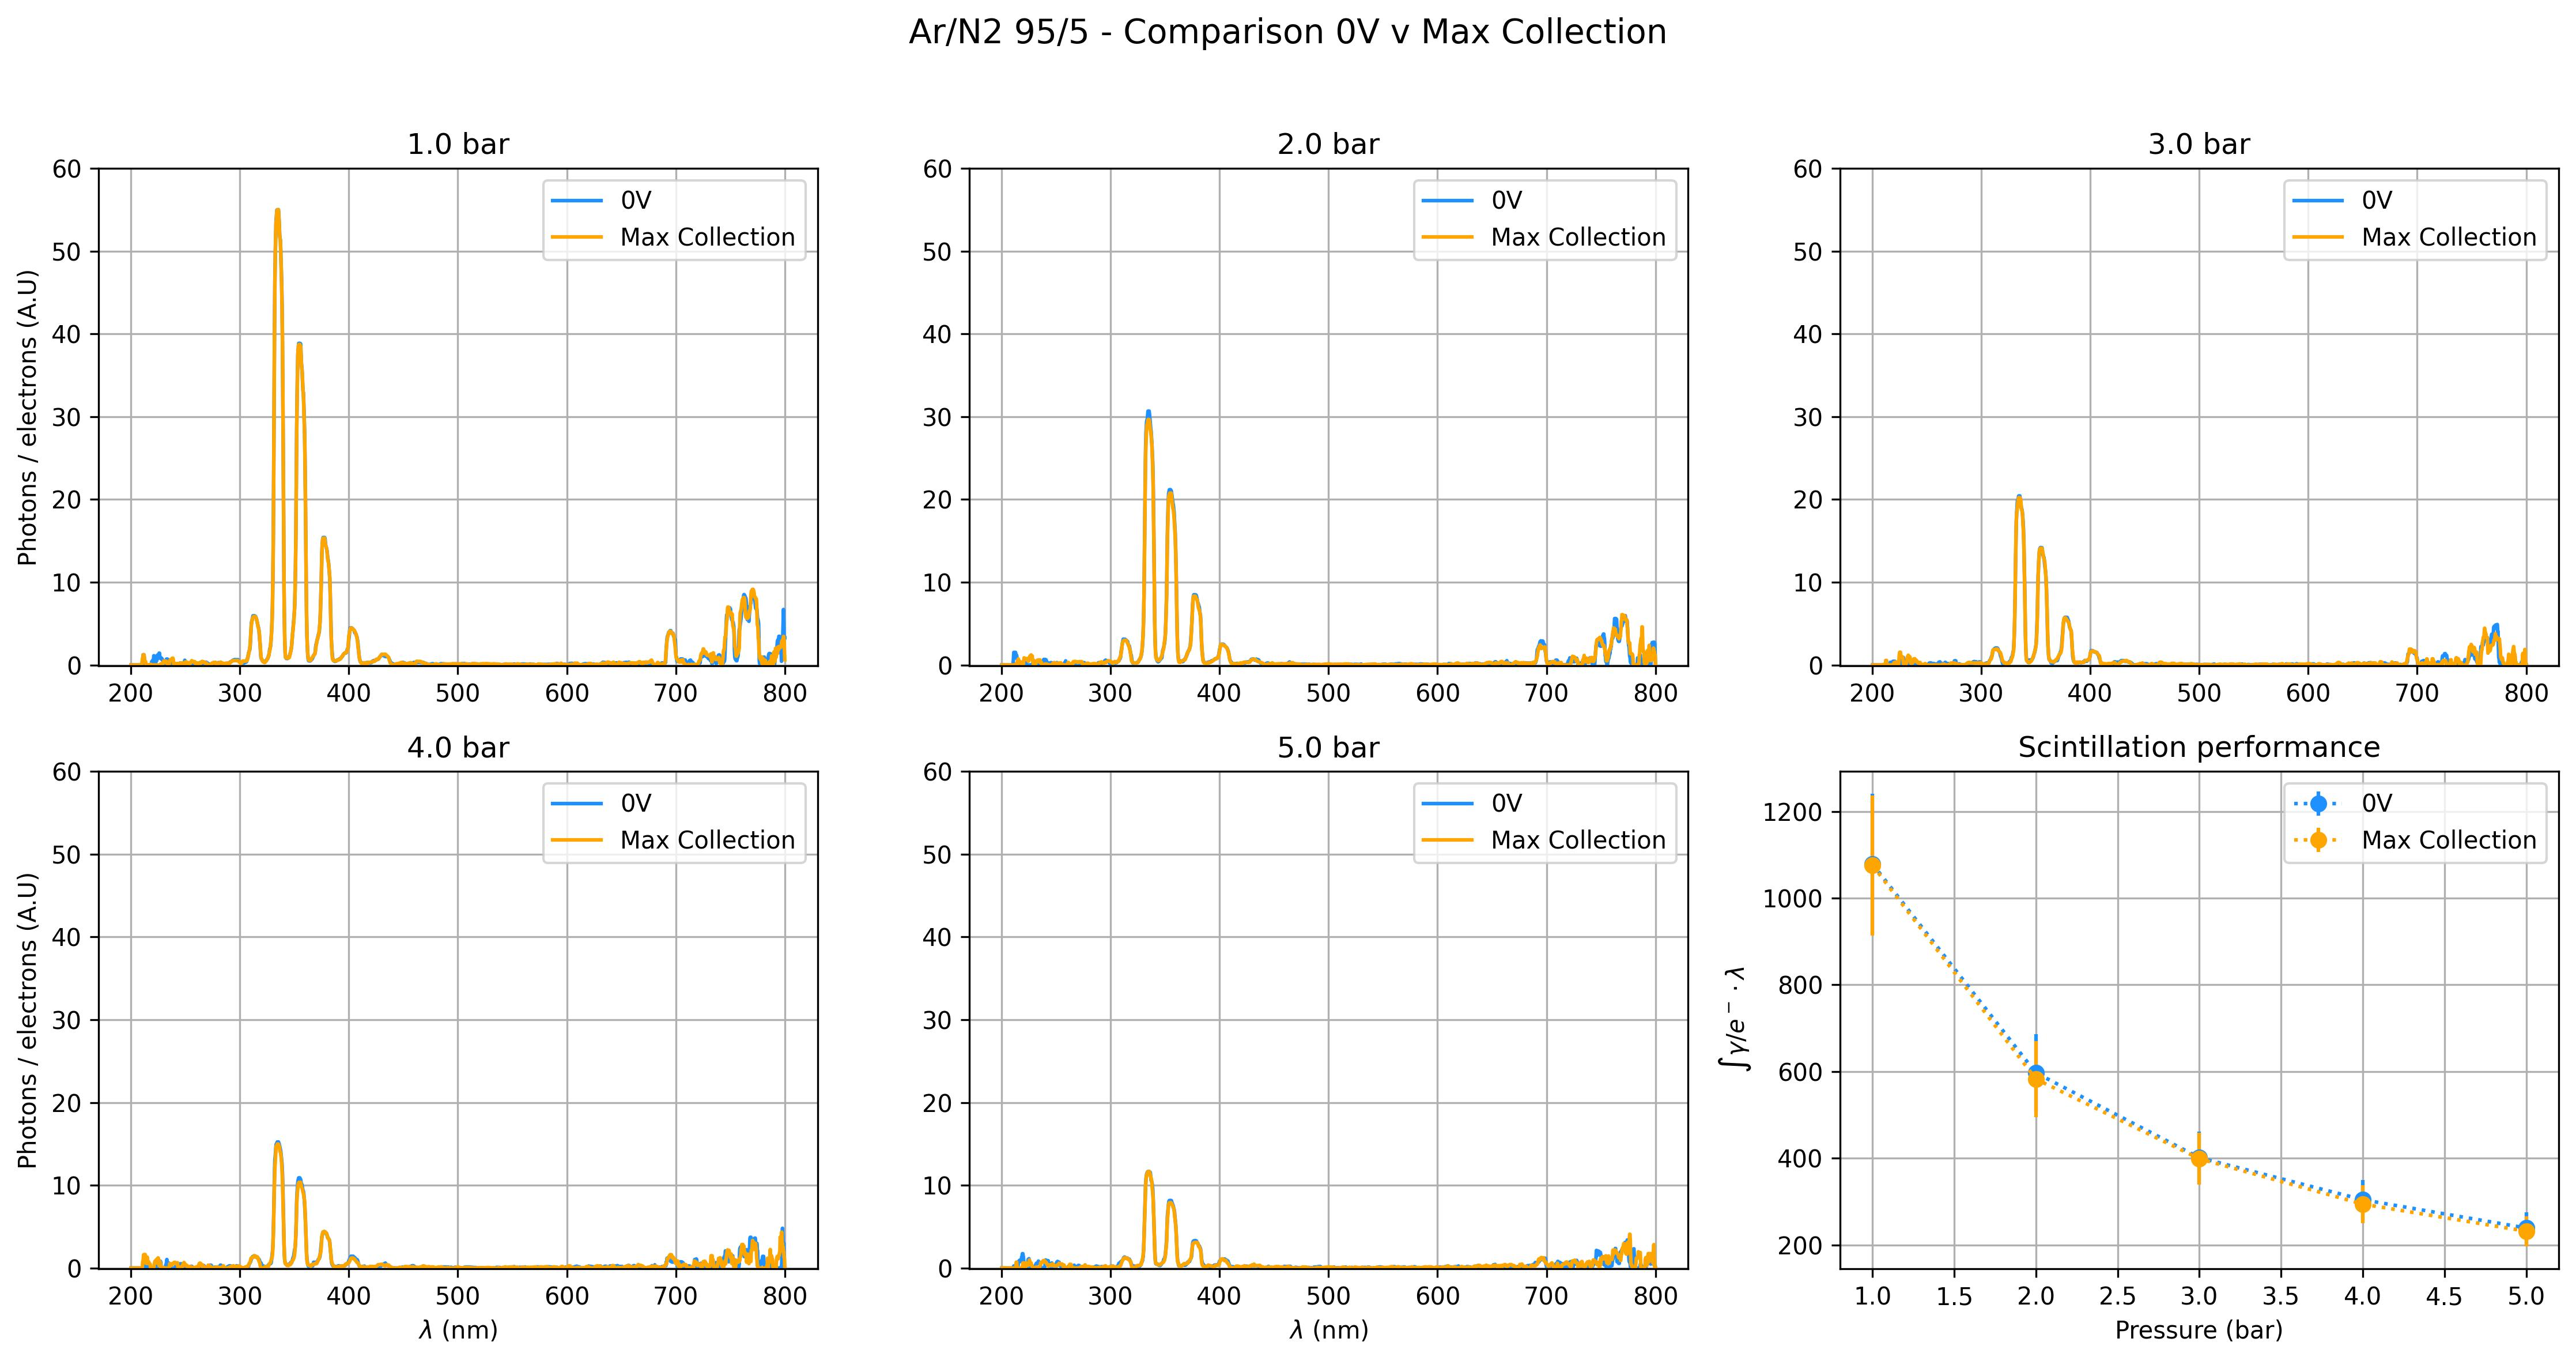 Ar/N2 95/5 - Comparison 0V v Max Collection
1.0 bar
Photons / electrons (A.U)
60
50
40
30
20
10
0
0V
Max Collection
200 300 400 500 600 700 800
2.0 bar
60
50
40
30
20
10
0
0V
Max Collection
200 300 400 500 600 700 800
3.0 bar
60
50
40
30
20
10
0
0V
Max Collection
200 300 400 500 600 700 800
4.0 bar
Photons / electrons (A.U)
60
50
40
30
20
10
0
0V
Max Collection
200 300 400 500 600 700 800
λ (nm)
5.0 bar
60
50
40
30
20
10
0
0V
Max Collection
200 300 400 500 600 700 800
λ (nm)
Scintillation performance
∫γ/e⁻ · λ
1200
1000
800
600
400
200
0V
Max Collection
1.0 1.5 2.0 2.5 3.0 3.5 4.0 4.5 5.0
Pressure (bar)